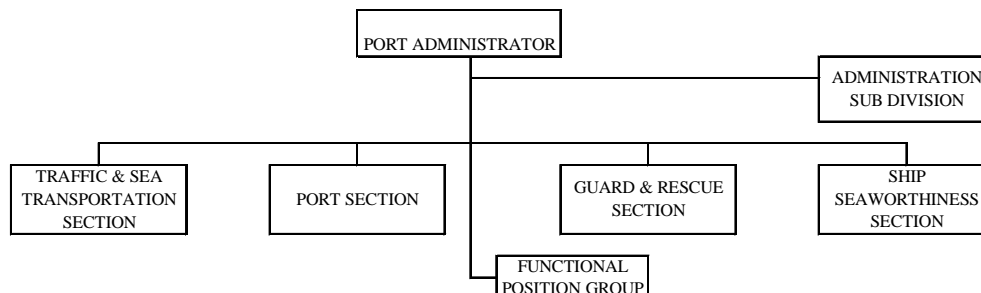 PORT ADMINISTRATOR
ADMINISTRATION
SUB DIVISION
TRAFFIC & SEA
TRANSPORTATION
SECTION
PORT SECTION
GUARD & RESCUE
SECTION
SHIP
SEAWORTHINESS
SECTION
FUNCTIONAL
POSITION GROUP